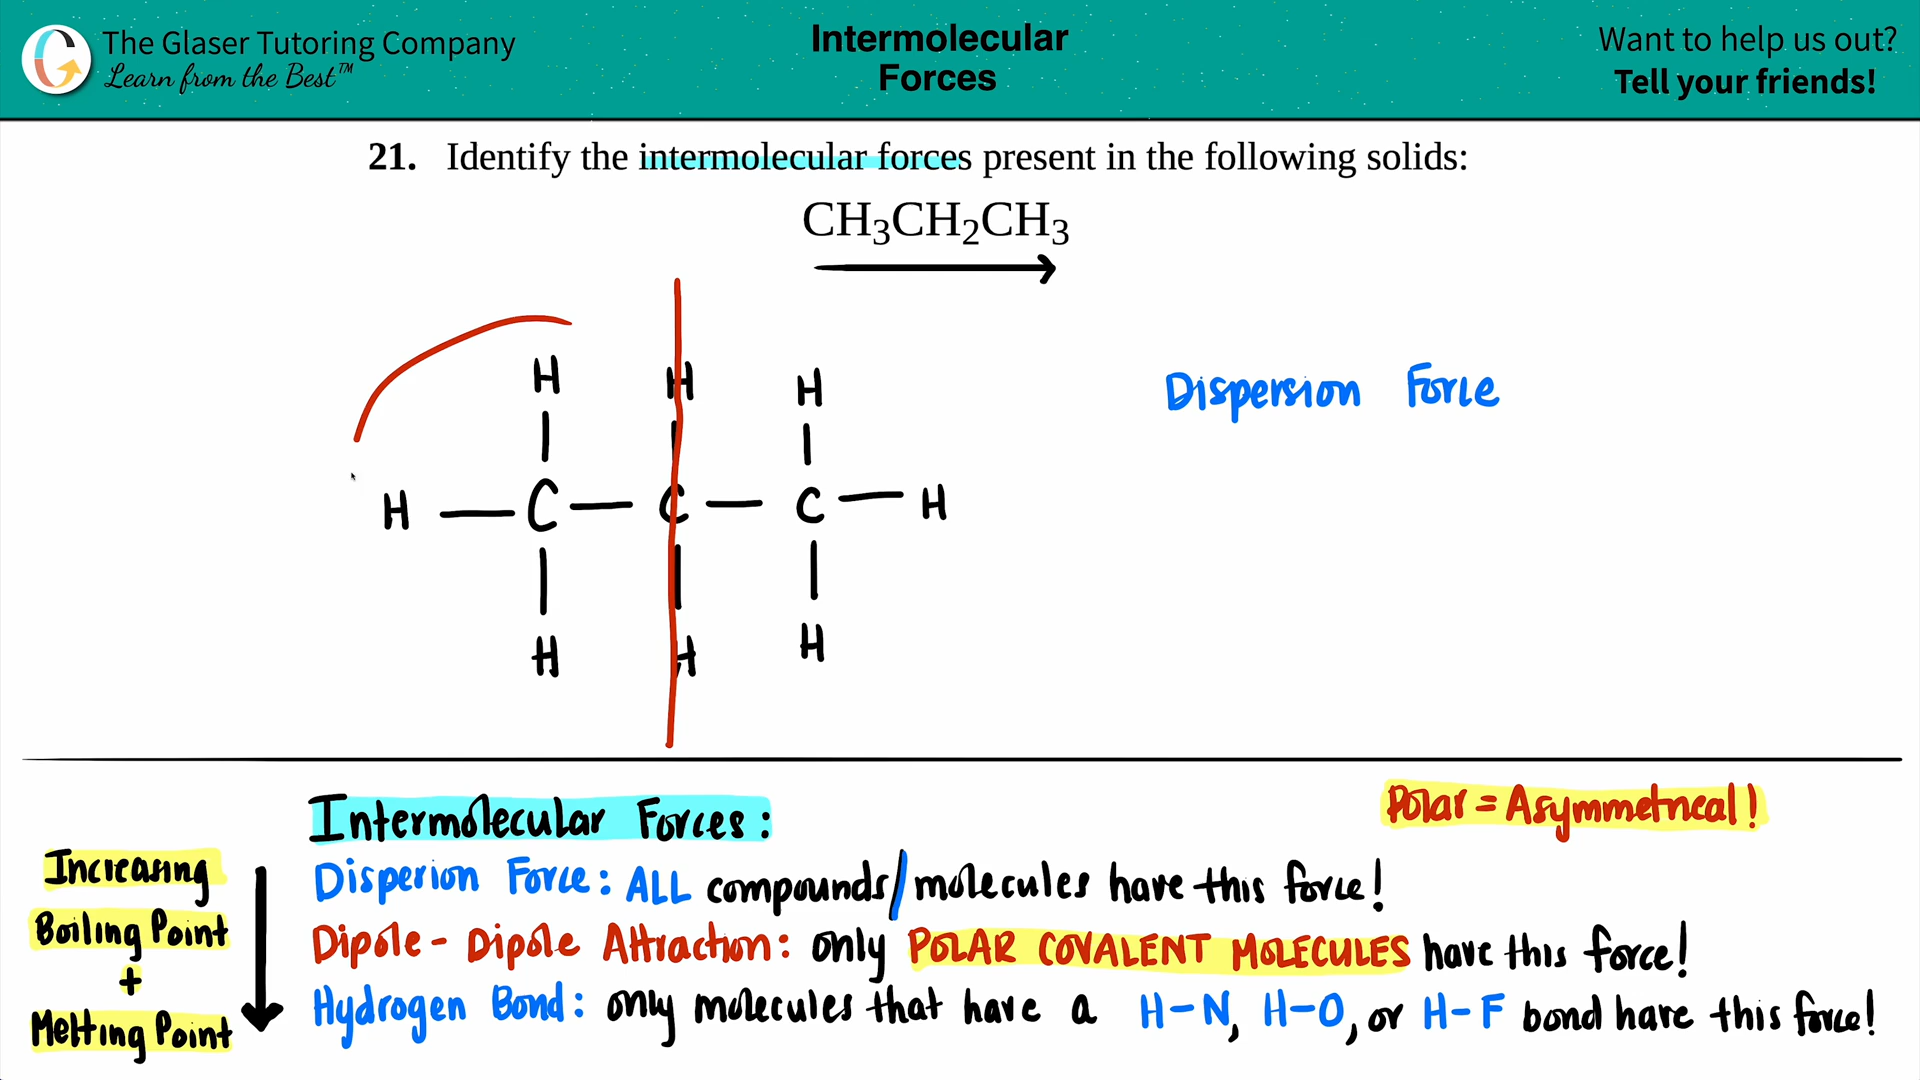 The Glaser Tutoring Company
Learn from the Best™
Intermolecular
Forces
Want to help us out?
Tell your friends!
21. Identify the intermolecular forces present in the following solids:
CH₃CH₂CH₃
H H H
H — C — C — C — H
H H H
Dispersion Force
Polar = Asymmetrical!
Intermolecular Forces:
Increasing
Boiling Point
+
Melting Point
Disperion Force: ALL compounds/molecules have this force!
Dipole-Dipole Attraction: only POLAR COVALENT MOLECULES have this force!
Hydrogen Bond: only molecules that have a H-N, H-O, or H-F bond have this force!